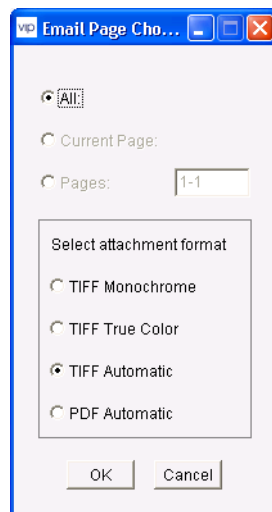 vip Email Page Cho...
All:
Current Page:
Pages: 1-1
Select attachment format
TIFF Monochrome
TIFF True Color
TIFF Automatic
PDF Automatic
OK Cancel